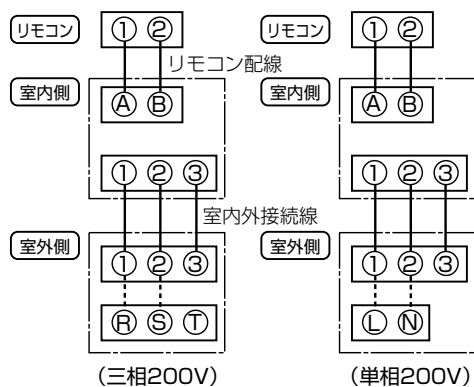 リモコン ① ② リモコン ① ②
リモコン配線
室内側 Ⓐ Ⓑ 室内側 Ⓐ Ⓑ
① ② ③ ① ② ③
室内外接続線
室外側 ① ② ③ 室外側 ① ② ③
Ⓡ Ⓢ Ⓣ Ⓛ Ⓝ
(三相200V) (単相200V)